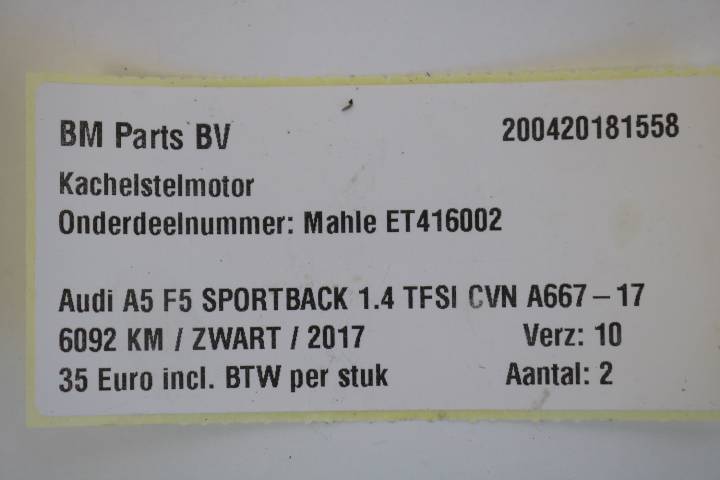 BM Parts BV 200420181558
Kachelstelmotor
Onderdeelnummer: Mahle ET416002
Audi A5 F5 SPORTBACK 1.4 TFSI CVN A667 – 17
6092 KM / ZWART / 2017 Verz: 10
35 Euro incl. BTW per stuk Aantal: 2